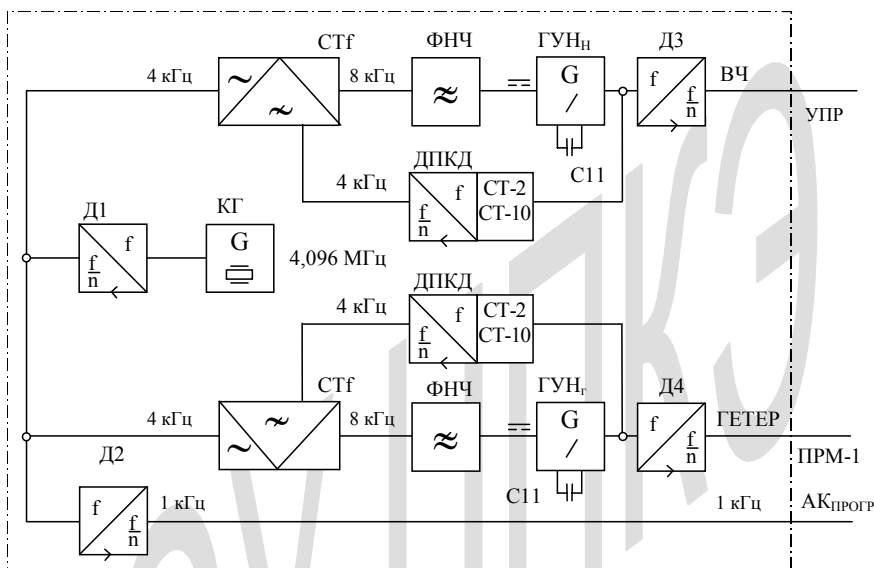 СТf
ФНЧ
ГУНН
Д3
4 кГц
8 кГц
G
f
f
n
ВЧ
УПР
С11
ДПКД
4 кГц
f
f
n
СТ-2
СТ-10
Д1
КГ
f
f
n
G
4,096 МГц
ДПКД
4 кГц
f
f
n
СТ-2
СТ-10
СТf
ФНЧ
ГУНг
Д4
4 кГц
8 кГц
G
f
f
n
ГЕТЕР
ПРМ-1
Д2
С11
f
f
n
1 кГц
1 кГц
АКПРОГР